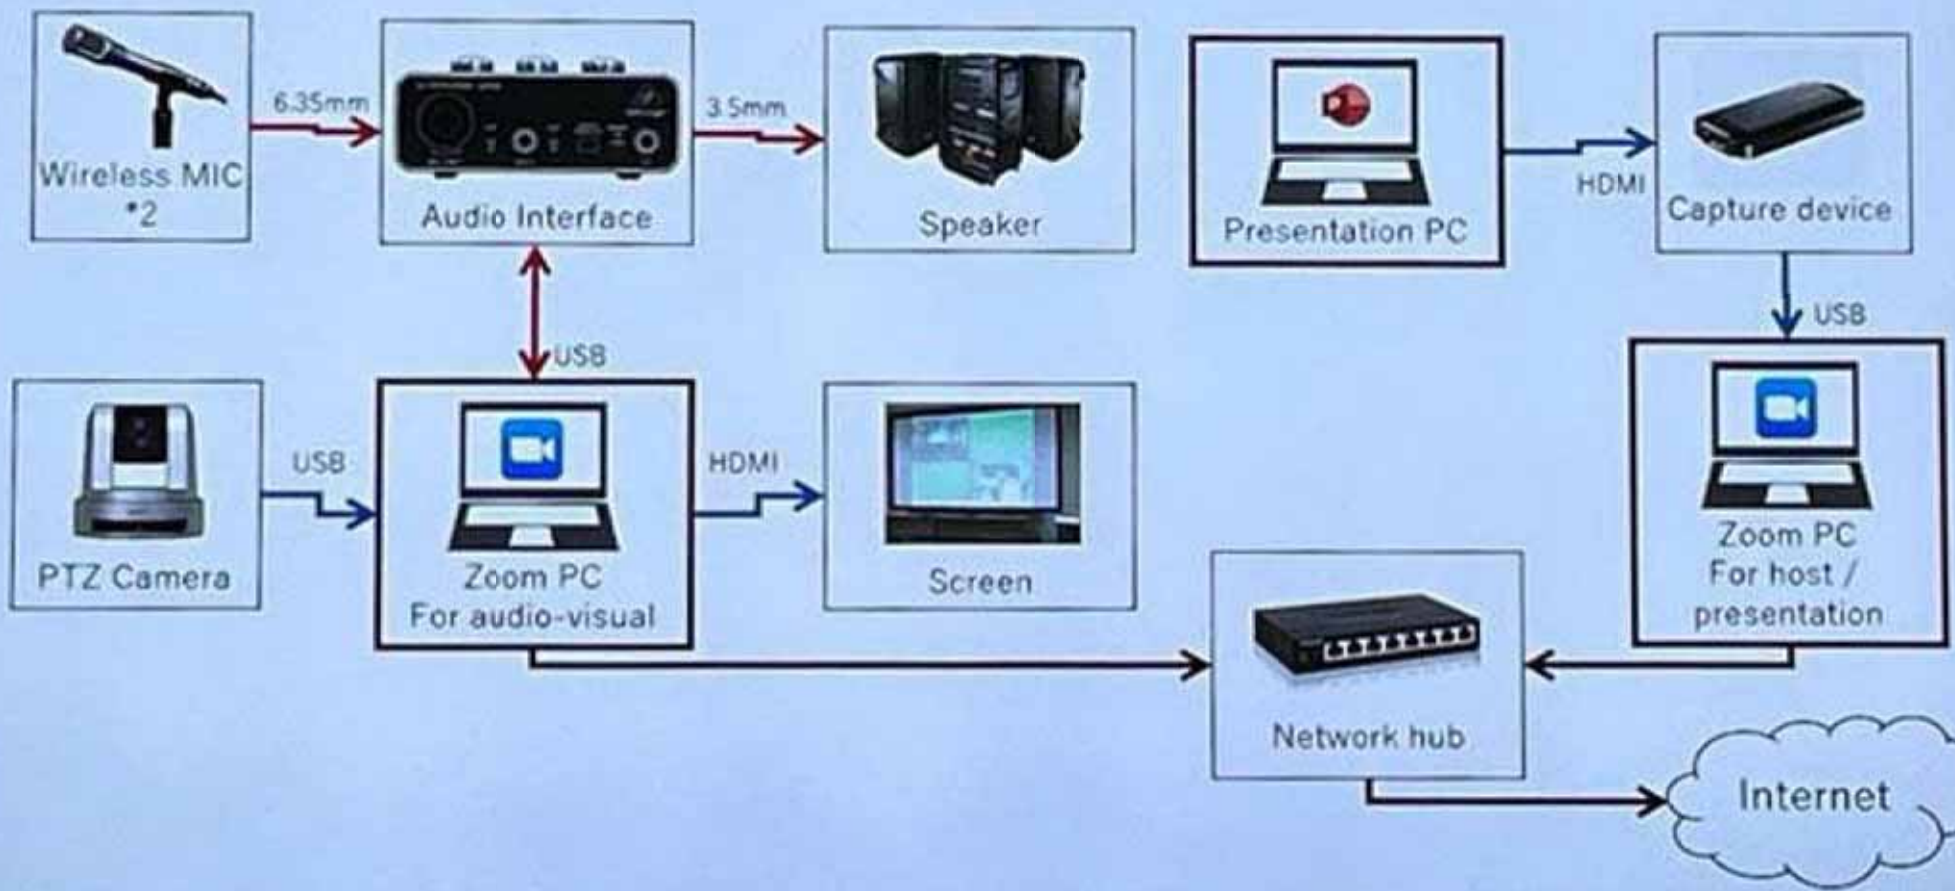 6.35mm
3.5mm
Wireless MIC
*2
Audio Interface
Speaker
Presentation PC
HDMI
Capture device
USB
USB
USB
HDMI
PTZ Camera
Zoom PC
For audio-visual
Screen
Zoom PC
For host /
presentation
Network hub
Internet